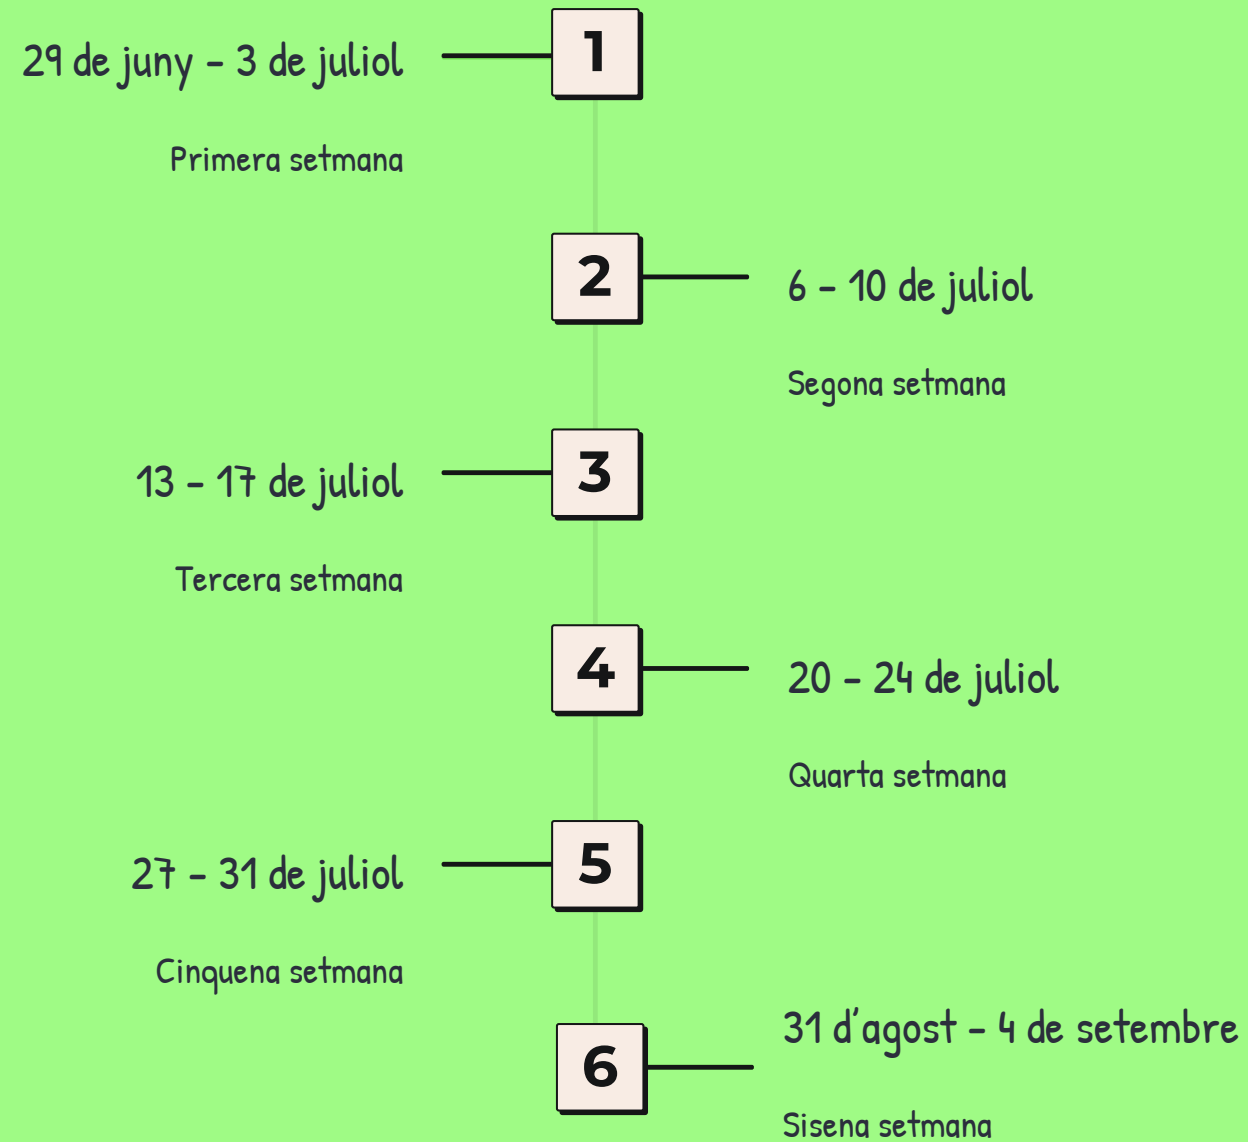 1
29 de juny - 3 de juliol
Primera setmana
2
6 - 10 de juliol
Segona setmana
3
13 - 17 de juliol
Tercera setmana
4
20 - 24 de juliol
Quarta setmana
5
27 - 31 de juliol
Cinquena setmana
6
31 d'agost - 4 de setembre
Sisena setmana